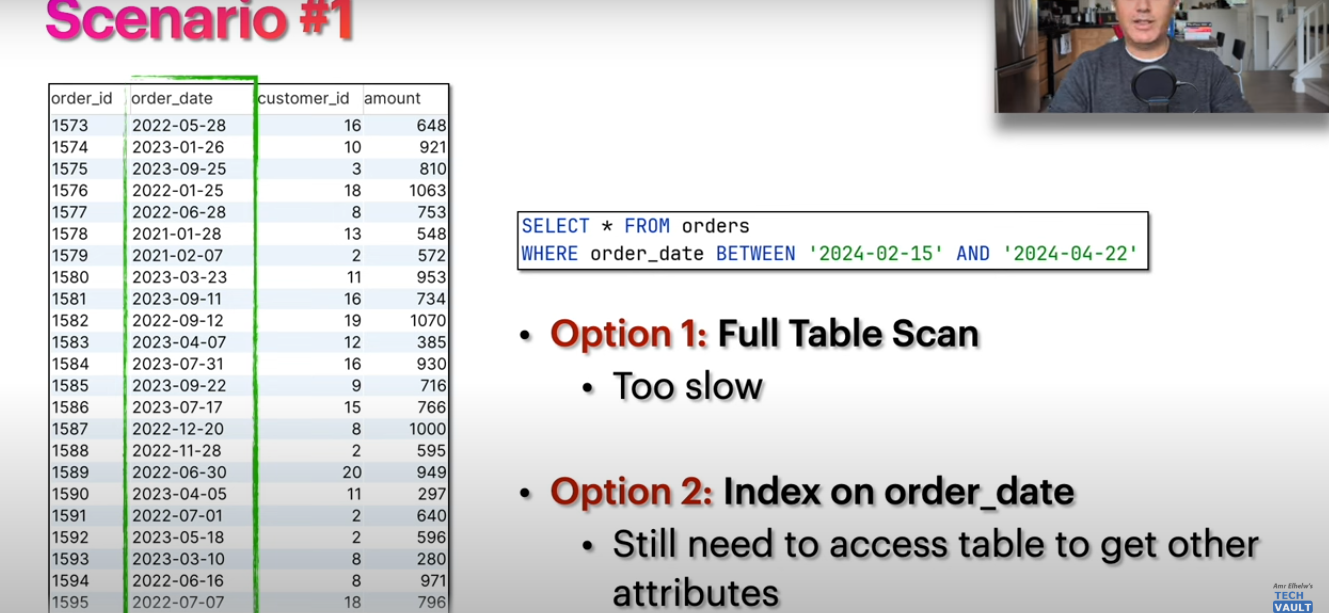 Scenario #1
order_id order_date customer_id amount
1573 2022-05-28 16 648
1574 2023-01-26 10 921
1575 2023-09-25 3 810
1576 2022-01-25 18 1063
1577 2022-06-28 8 753
1578 2021-01-28 13 548
1579 2021-02-07 2 572
1580 2023-03-23 11 953
1581 2023-09-11 16 734
1582 2022-09-12 19 1070
1583 2023-04-07 12 385
1584 2023-07-31 16 930
1585 2023-09-22 9 716
1586 2023-07-17 15 766
1587 2022-12-20 8 1000
1588 2022-11-28 2 595
1589 2022-06-30 20 949
1590 2023-04-05 11 297
1591 2022-07-01 2 640
1592 2023-05-18 2 596
1593 2023-03-10 8 280
1594 2022-06-16 8 971
1595 2022-07-07 18 796
SELECT * FROM orders
WHERE order_date BETWEEN '2024-02-15' AND '2024-04-22'
• Option 1: Full Table Scan
• Too slow
• Option 2: Index on order_date
• Still need to access table to get other
attributes
Amr Elhelw's
TECH
VAULT